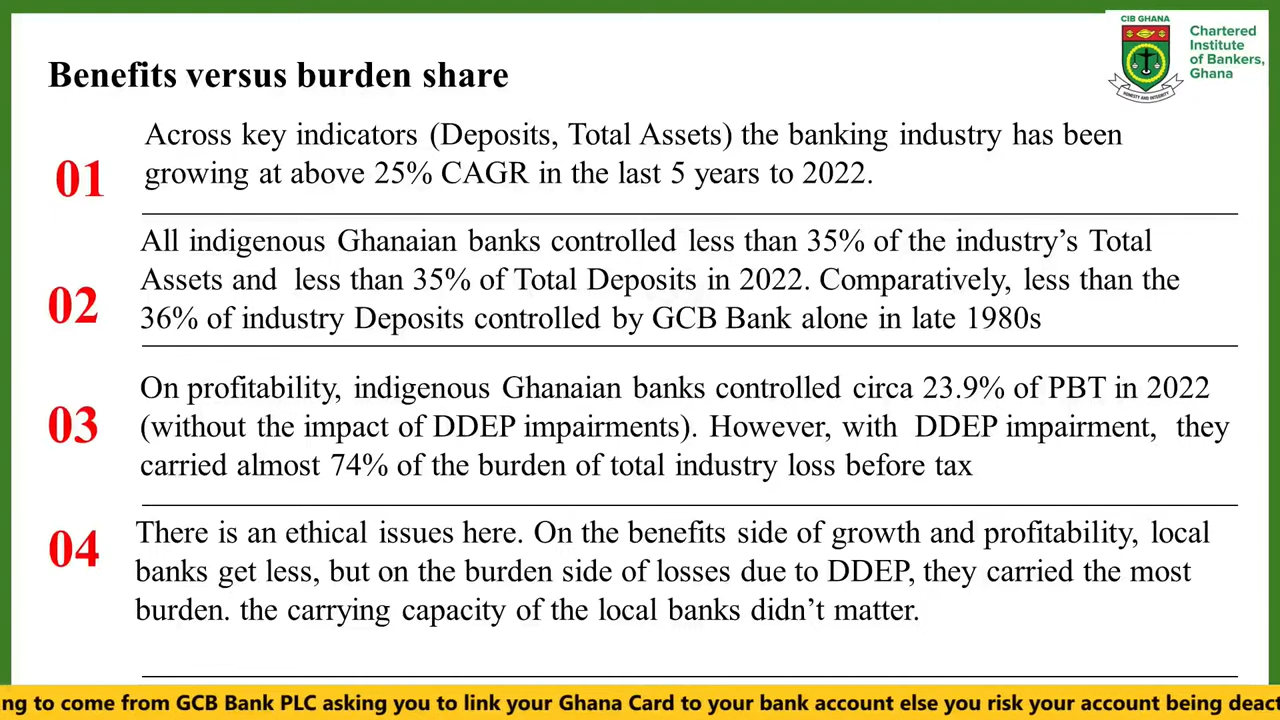 CIB GHANA
Chartered
Institute
of Bankers,
Ghana
HONESTY AND INTEGRITY
Benefits versus burden share
01
Across key indicators (Deposits, Total Assets) the banking industry has been
growing at above 25% CAGR in the last 5 years to 2022.
02
All indigenous Ghanaian banks controlled less than 35% of the industry’s Total
Assets and less than 35% of Total Deposits in 2022. Comparatively, less than the
36% of industry Deposits controlled by GCB Bank alone in late 1980s
03
On profitability, indigenous Ghanaian banks controlled circa 23.9% of PBT in 2022
(without the impact of DDEP impairments). However, with DDEP impairment, they
carried almost 74% of the burden of total industry loss before tax
04
There is an ethical issues here. On the benefits side of growth and profitability, local
banks get less, but on the burden side of losses due to DDEP, they carried the most
burden. the carrying capacity of the local banks didn’t matter.
ng to come from GCB Bank PLC asking you to link your Ghana Card to your bank account else you risk your account being deac